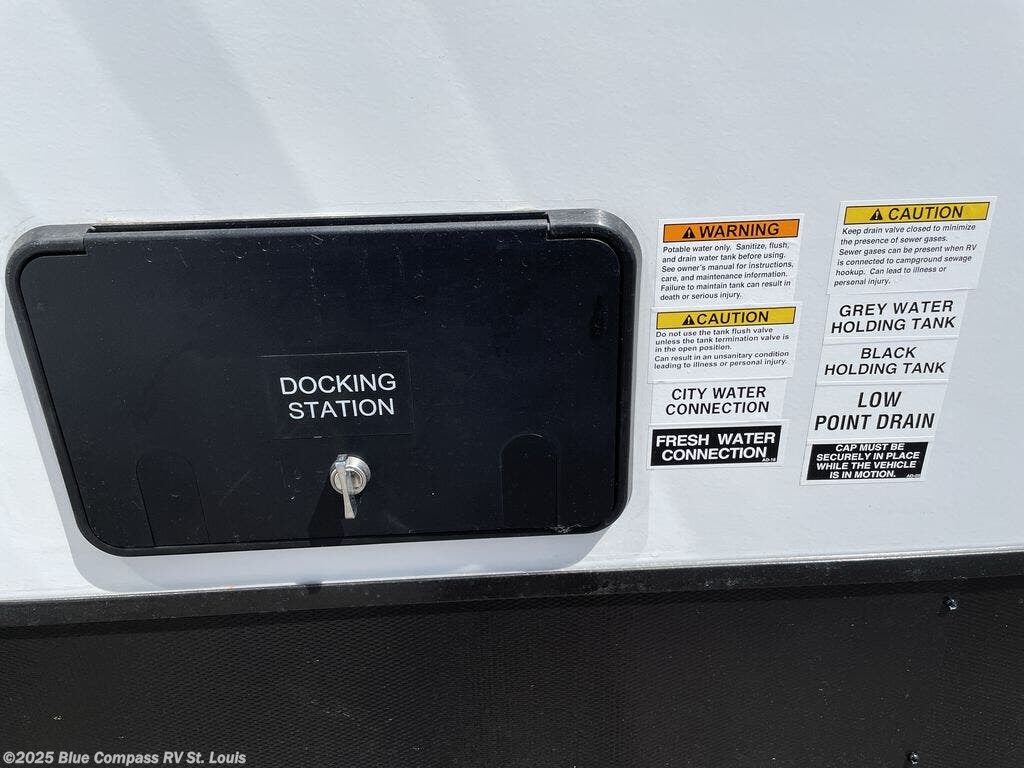 DOCKING
STATION
WARNING
Potable water only. Sanitize, flush,
and drain water tank before using.
See owner's manual for instructions,
care, and maintenance information.
Failure to maintain tank can result in
death or serious injury.
CAUTION
Do not use the tank flush valve
unless the tank termination valve is
in the open position.
Can result in an unsanitary condition
leading to illness or personal injury.
CITY WATER
CONNECTION
FRESH WATER
CONNECTION
AD-18
CAUTION
Keep drain valve closed to minimize
the presence of sewer gases.
Sewer gases can be present when RV
is connected to campground sewage
hookup. Can lead to illness or
personal injury.
GREY WATER
HOLDING TANK
BLACK
HOLDING TANK
LOW
POINT DRAIN
CAP MUST BE
SECURELY IN PLACE
WHILE THE VEHICLE
IS IN MOTION.
©2025 Blue Compass RV St. Louis